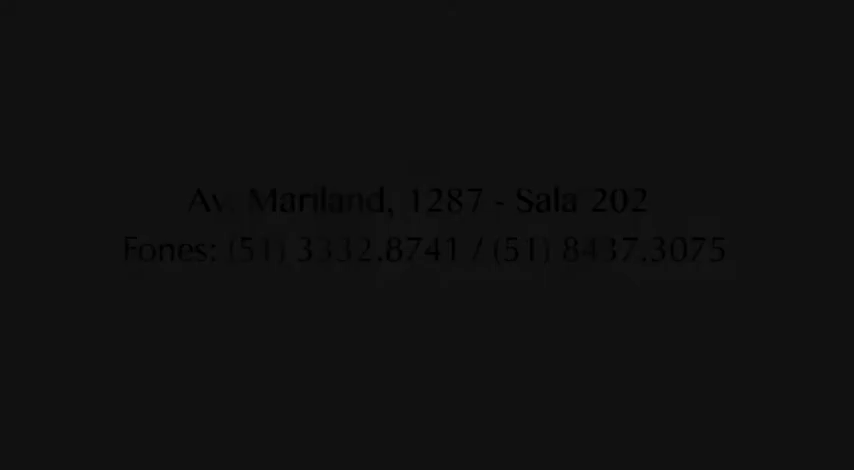 Av. Mariland, 1287 - Sala 202
Fones: (51) 3332.8741 / (51) 8437.3075